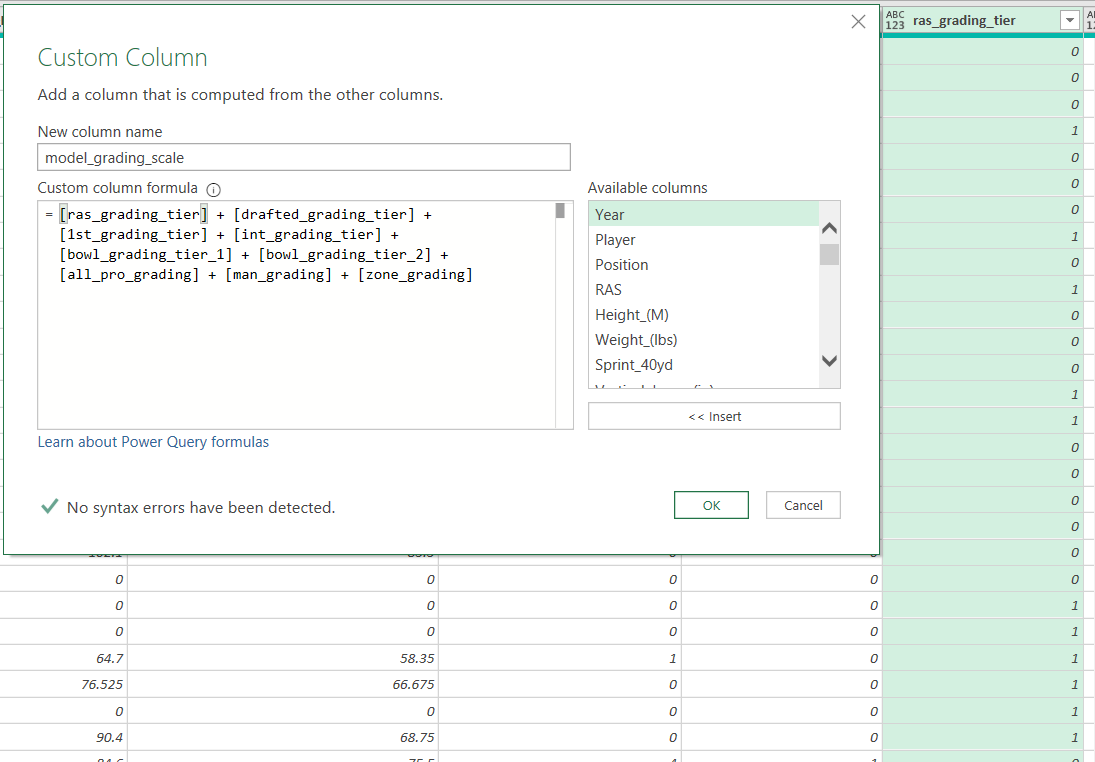 Custom Column
Add a column that is computed from the other columns.
New column name
model_grading_scale
Custom column formula
= [ras_grading_tier] + [drafted_grading_tier] +
[1st_grading_tier] + [int_grading_tier] +
[bowl_grading_tier_1] + [bowl_grading_tier_2] +
[all_pro_grading] + [man_grading] + [zone_grading]
Available columns
Year
Player
Position
RAS
Height_(M)
Weight_(lbs)
Sprint_40yd
<< Insert
Learn about Power Query formulas
No syntax errors have been detected.
OK
Cancel
ABC
123
ras_grading_tier
0
0
0
1
0
0
0
1
0
1
0
0
0
1
1
0
0
0
0
0
0 0 0 0 0
0 0 0 0 1
0 0 0 0 1
64.7 58.35 1 0 1
76.525 66.675 0 0 1
0 0 0 0 1
90.4 68.75 0 0 1